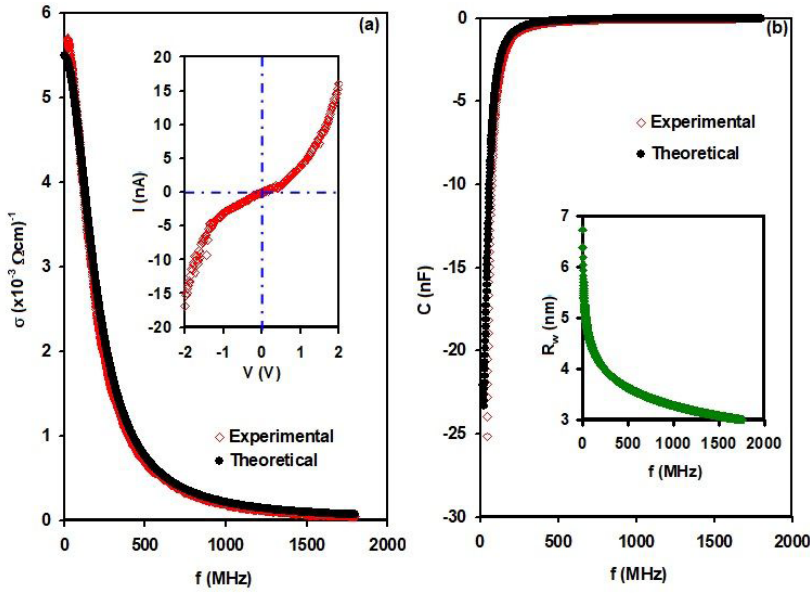 (a)
σ (x10⁻³ Ωcm)⁻¹
6
5
4
3
2
1
0
0 500 1000 1500 2000
f (MHz)
I (nA)
20
15
10
5
0
-5
-10
-15
-20
-2 -1 0 1 2
V (V)
Experimental
Theoretical
(b)
C (nF)
0
-5
-10
-15
-20
-25
-30
0 500 1000 1500 2000
f (MHz)
Experimental
Theoretical
R_w (nm)
7
6
5
4
3
0 500 1000 1500 2000
f (MHz)